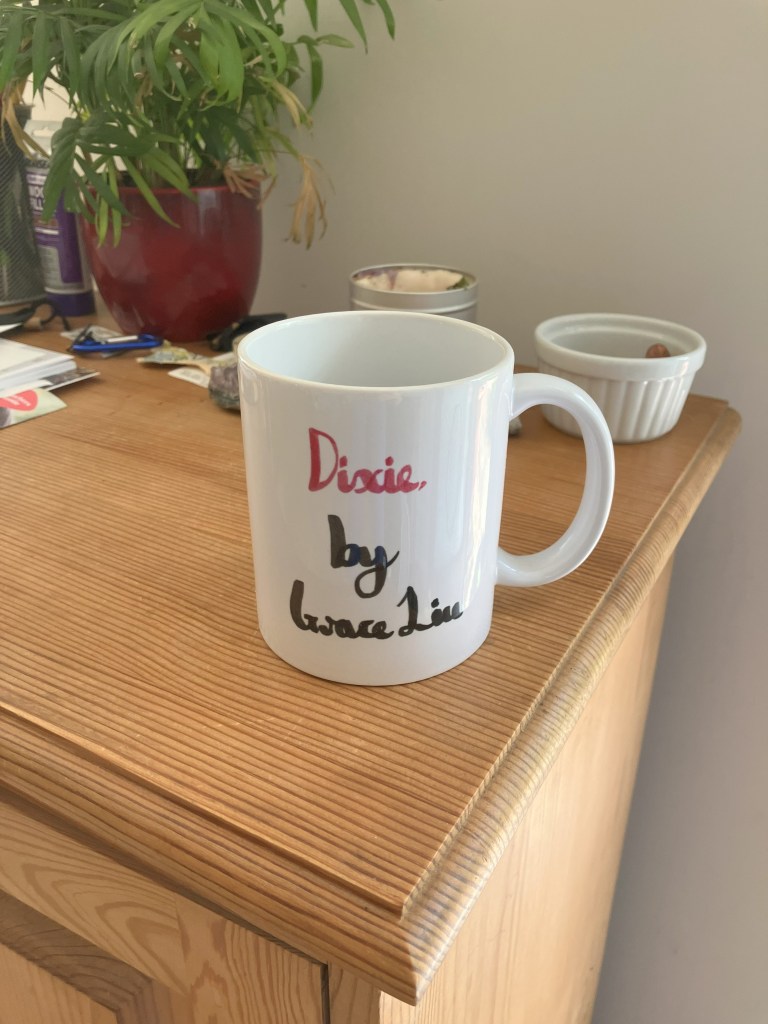 Dixie,
by
Grace Liu